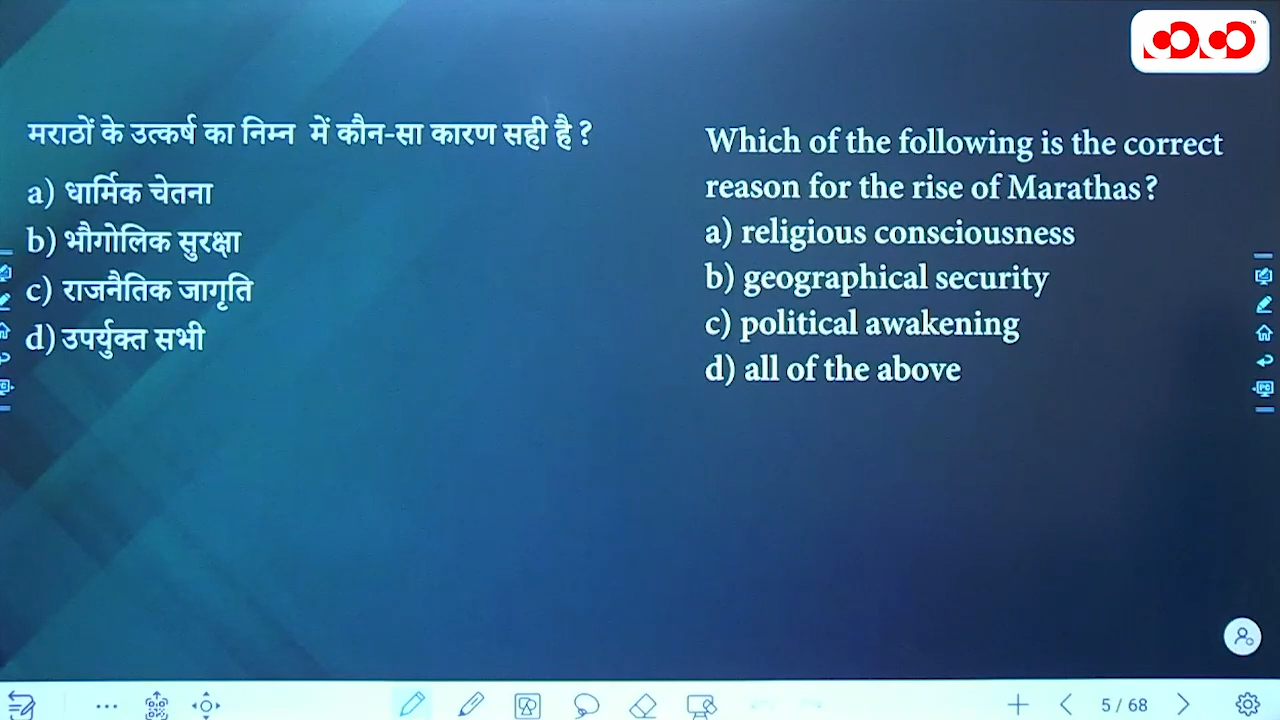 मराठों के उत्कर्ष का निम्न में कौन-सा कारण सही है ?
a) धार्मिक चेतना
b) भौगोलिक सुरक्षा
c) राजनैतिक जागृति
d) उपर्युक्त सभी
Which of the following is the correct
reason for the rise of Marathas?
a) religious consciousness
b) geographical security
c) political awakening
d) all of the above
5 / 68